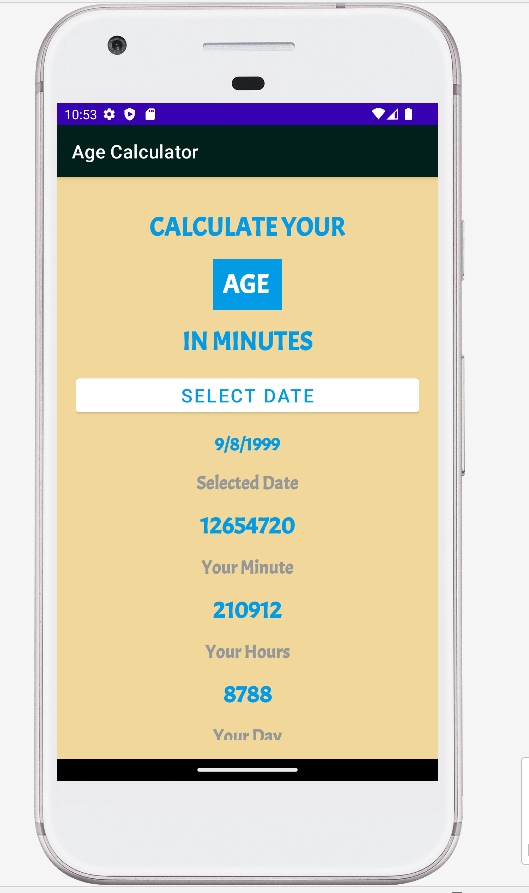 10:53
Age Calculator
CALCULATE YOUR
AGE
IN MINUTES
SELECT DATE
9/8/1999
Selected Date
12654720
Your Minute
210912
Your Hours
8788
Your Day